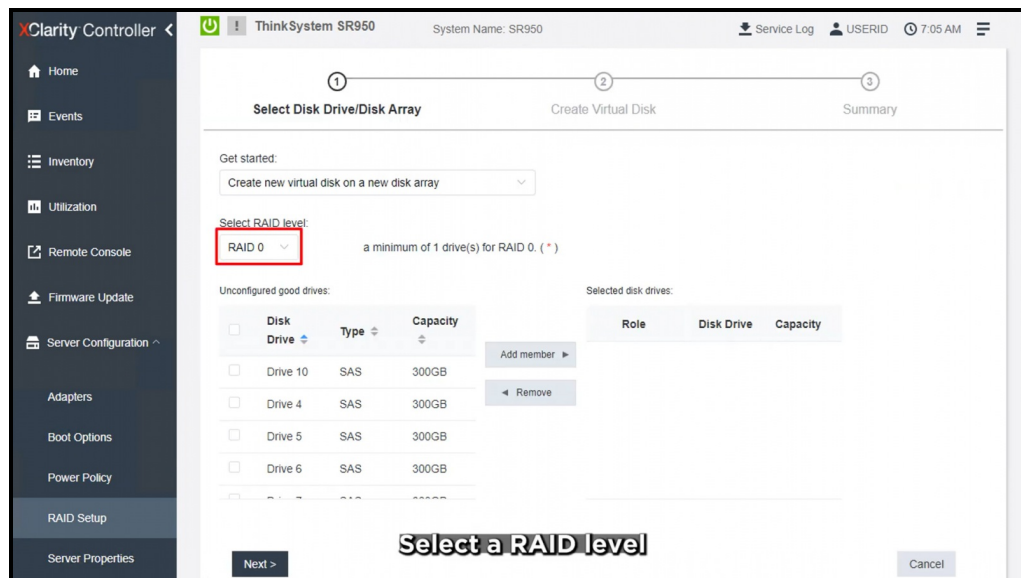 XClarity Controller
ThinkSystem SR950
System Name: SR950
Service Log
USERID
7:05 AM
Home
Events
Inventory
Utilization
Remote Console
Firmware Update
Server Configuration
Adapters
Boot Options
Power Policy
RAID Setup
Server Properties
1
2
3
Select Disk Drive/Disk Array
Create Virtual Disk
Summary
Get started:
Create new virtual disk on a new disk array
Select RAID level:
RAID 0
a minimum of 1 drive(s) for RAID 0. ( * )
Unconfigured good drives:
Disk Drive Type Capacity
Drive 10 SAS 300GB
Drive 4 SAS 300GB
Drive 5 SAS 300GB
Drive 6 SAS 300GB
Add member
Remove
Selected disk drives:
Role Disk Drive Capacity
Select a RAID level
Next >
Cancel